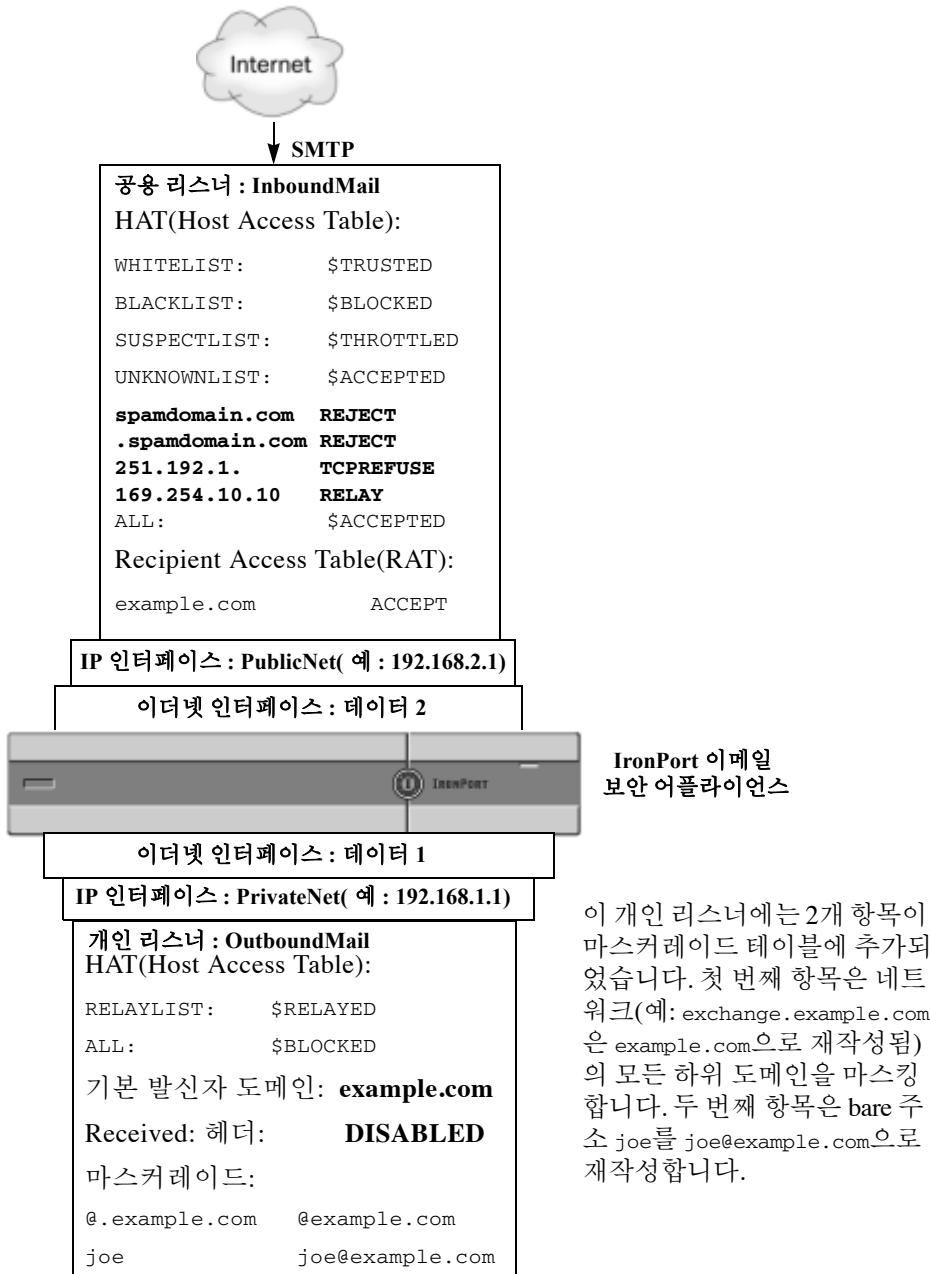 Internet
SMTP
공용 리스너 : InboundMail
HAT(Host Access Table):
WHITELIST: $TRUSTED
BLACKLIST: $BLOCKED
SUSPECTLIST: $THROTTLED
UNKNOWNLIST: $ACCEPTED
spamdomain.com REJECT
.spamdomain.com REJECT
251.192.1. TCPREFUSE
169.254.10.10 RELAY
ALL: $ACCEPTED
Recipient Access Table(RAT):
example.com ACCEPT
IP 인터페이스 : PublicNet( 예 : 192.168.2.1)
이더넷 인터페이스 : 데이터 2
IRONPORT
IronPort 이메일
보안 어플라이언스
이더넷 인터페이스 : 데이터 1
IP 인터페이스 : PrivateNet( 예 : 192.168.1.1)
개인 리스너 : OutboundMail
HAT(Host Access Table):
RELAYLIST: $RELAYED
ALL: $BLOCKED
기본 발신자 도메인: example.com
Received: 헤더: DISABLED
마스커레이드:
@.example.com @example.com
joe joe@example.com
이 개인 리스너에는 2개 항목이
마스커레이드 테이블에 추가되
었습니다. 첫 번째 항목은 네트
워크(예: exchange.example.com
은 example.com으로 재작성됨)
의 모든 하위 도메인을 마스킹
합니다. 두 번째 항목은 bare 주
소 joe를 joe@example.com으로
재작성합니다.